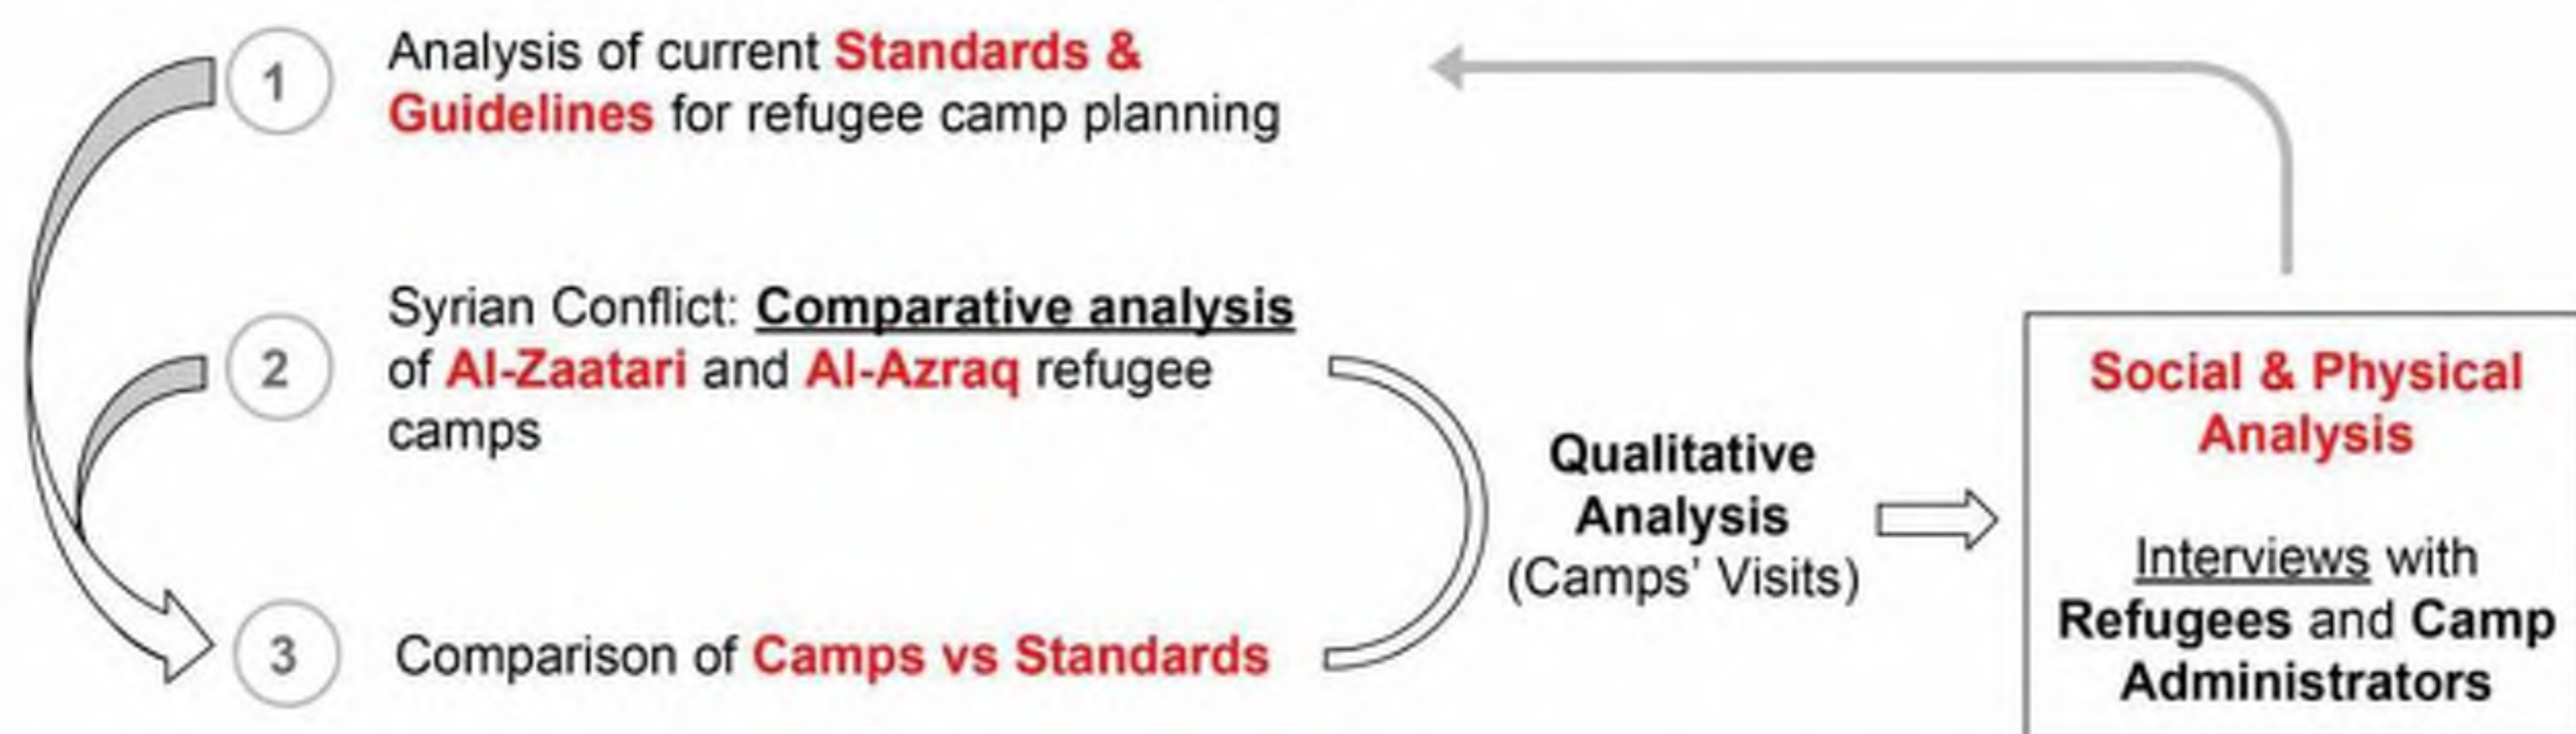 1
Analysis of current Standards &
Guidelines for refugee camp planning
2
Syrian Conflict: Comparative analysis
of Al-Zaatari and Al-Azraq refugee
camps
3
Comparison of Camps vs Standards
Qualitative
Analysis
(Camps’ Visits)
Social & Physical
Analysis
Interviews with
Refugees and Camp
Administrators